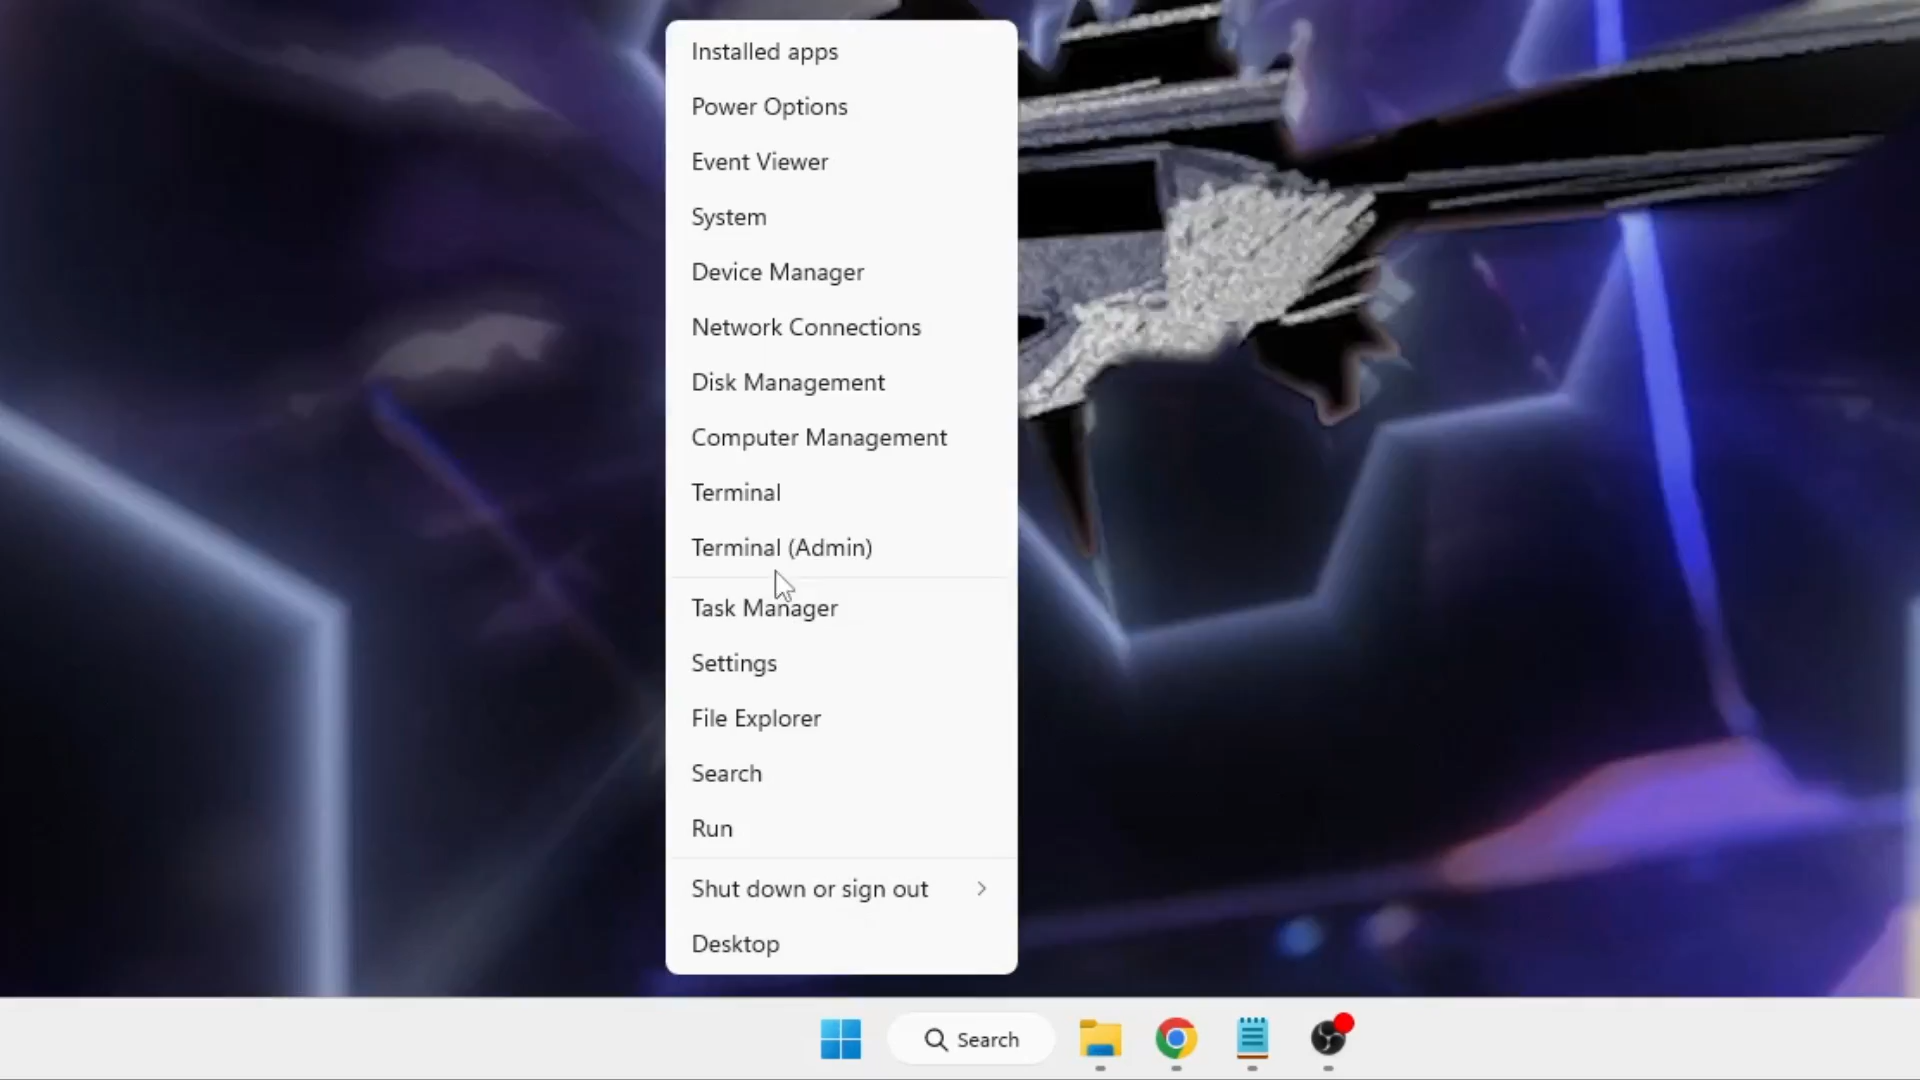 Installed apps
Power Options
Event Viewer
System
Device Manager
Network Connections
Disk Management
Computer Management
Terminal
Terminal (Admin)
Task Manager
Settings
File Explorer
Search
Run
Shut down or sign out
Desktop
Search